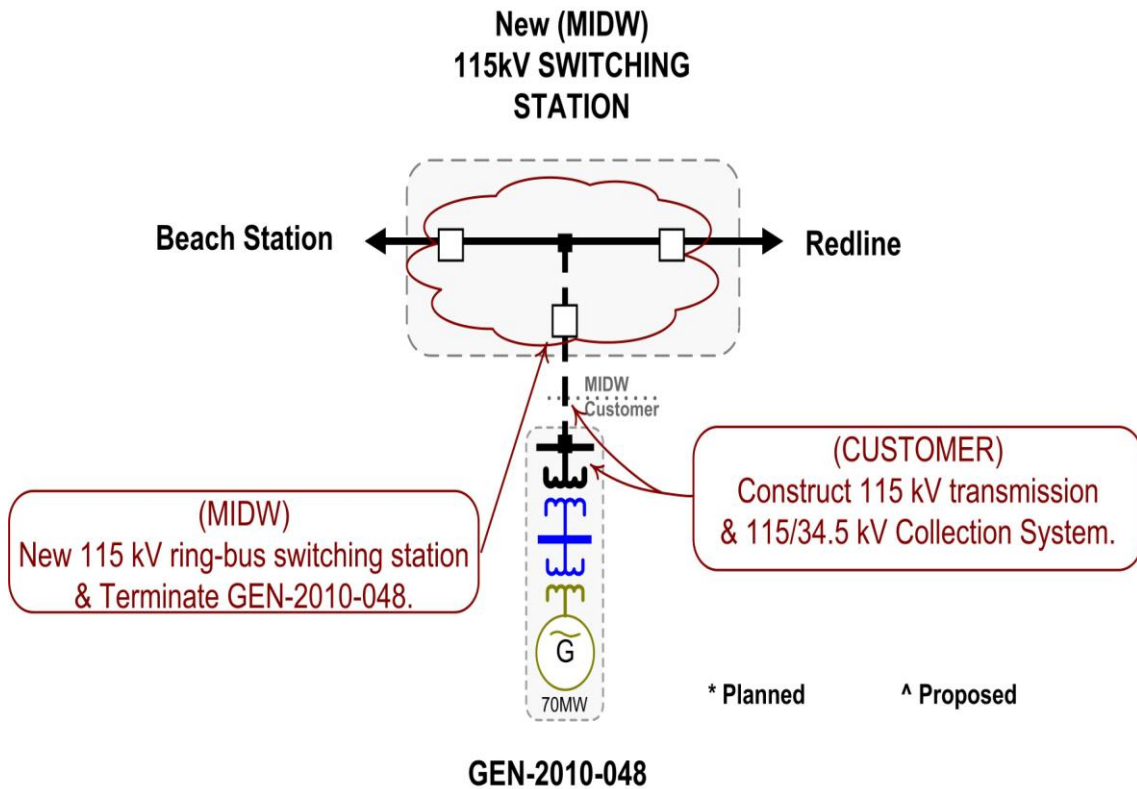 New (MIDW)
115kV SWITCHING
STATION
Beach Station
Redline
MIDW
Customer
(CUSTOMER)
Construct 115 kV transmission
& 115/34.5 kV Collection System.
(MIDW)
New 115 kV ring-bus switching station
& Terminate GEN-2010-048.
G
70MW
* Planned
^ Proposed
GEN-2010-048